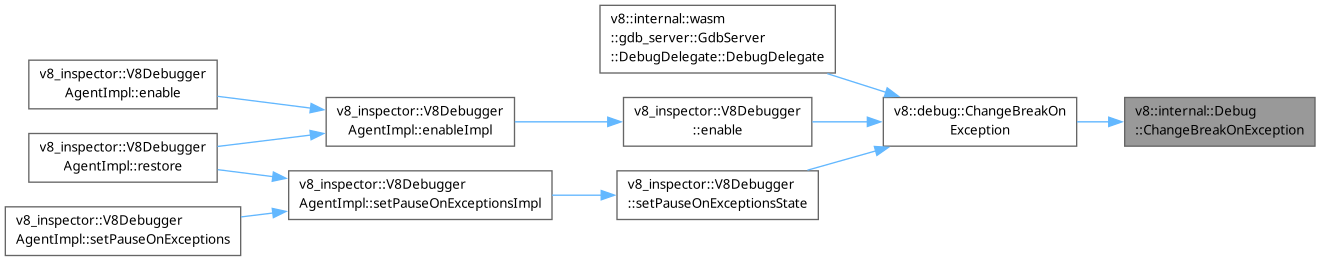 v8::internal::wasm
::gdb_server::GdbServer
::DebugDelegate::DebugDelegate
v8_inspector::V8Debugger
AgentImpl::enable
v8_inspector::V8Debugger
AgentImpl::enableImpl
v8_inspector::V8Debugger
::enable
v8::debug::ChangeBreakOn
Exception
v8::internal::Debug
::ChangeBreakOnException
v8_inspector::V8Debugger
AgentImpl::restore
v8_inspector::V8Debugger
AgentImpl::setPauseOnExceptionsImpl
v8_inspector::V8Debugger
::setPauseOnExceptionsState
v8_inspector::V8Debugger
AgentImpl::setPauseOnExceptions